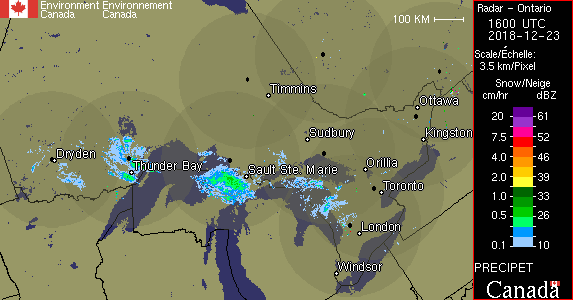 Environment Environnement
Canada Canada
100 KM
Timmins
Ottawa
Sudbury
Kingston
Dryden
Thunder Bay
Sault Ste. Marie
Orillia
Toronto
London
Windsor
Radar - Ontario
1600 UTC
2018-12-23
Scale/Échelle:
3.5 km/Pixel
Snow/Neige
cm/hr dBZ
20 61
7.5 52
4.0 46
2.0 39
1.0 33
0.5 26
0.1 10
PRECIPET
Canada